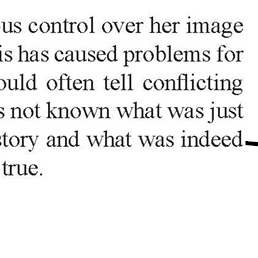 ous control over her image
is has caused problems for
ould often tell conflicting
s not known what was just
story and what was indeed
true.